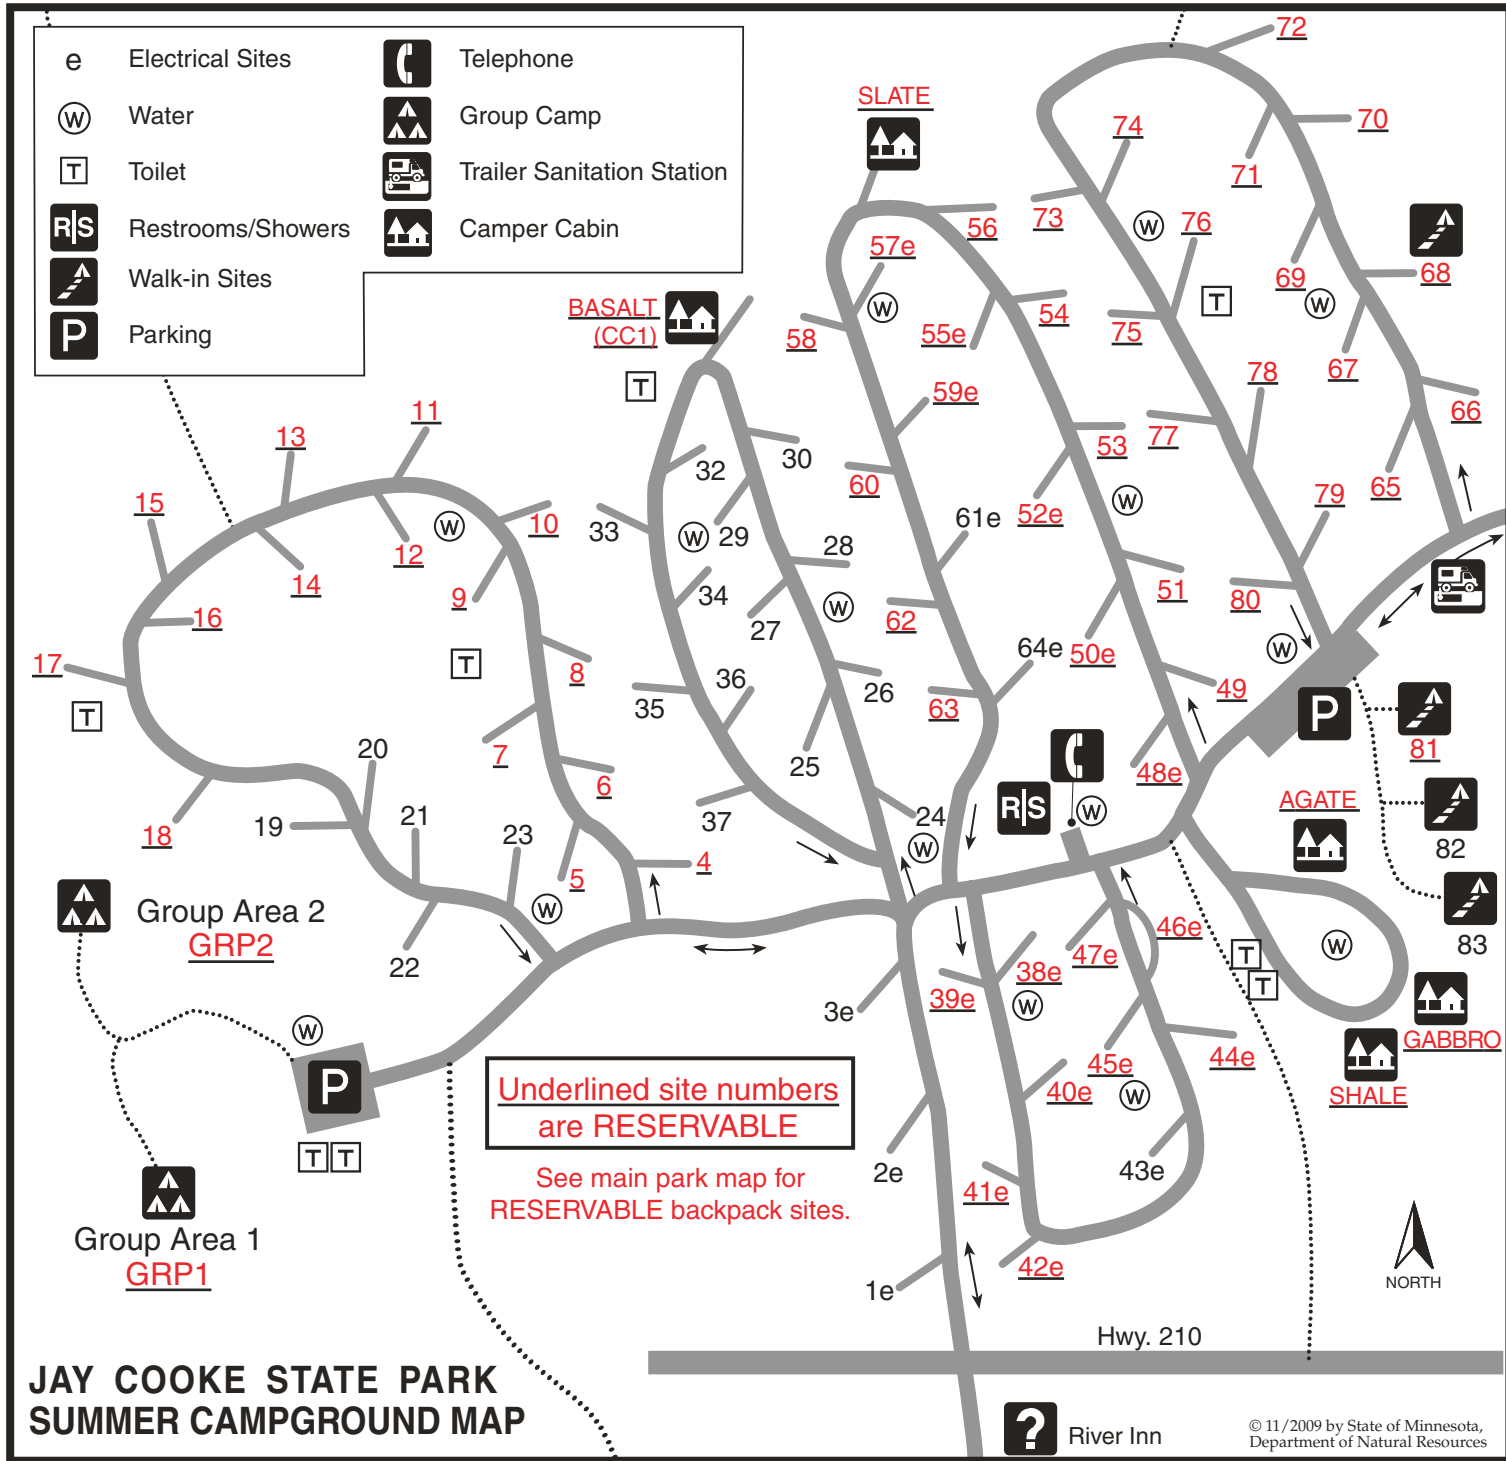 e Electrical Sites
W Water
T Toilet
R|S Restrooms/Showers
Walk-in Sites
P Parking
Telephone
Group Camp
Trailer Sanitation Station
Camper Cabin
72
SLATE
70
74
71
73
76
56
57e
68
69
BASALT
(CC1)
54
55e
58
75
67
T
W
78
59e
66
11
13
77
53
30
32
60
65
15
79
10
52e
61e
33
29
12
28
14
51
9
34
80
16
62
27
64e
50e
17
8
36
26
49
35
63
P
7
20
25
81
6
48e
19
21
37
24
R|S
AGATE
18
23
82
4
5
Group Area 2
GRP2
46e
83
22
47e
38e
39e
3e
GABBRO
45e
44e
P
40e
SHALE
Underlined site numbers
are RESERVABLE
T T
See main park map for
RESERVABLE backpack sites.
2e
43e
41e
Group Area 1
GRP1
42e
1e
NORTH
Hwy. 210
JAY COOKE STATE PARK
SUMMER CAMPGROUND MAP
? River Inn
© 11/2009 by State of Minnesota,
Department of Natural Resources